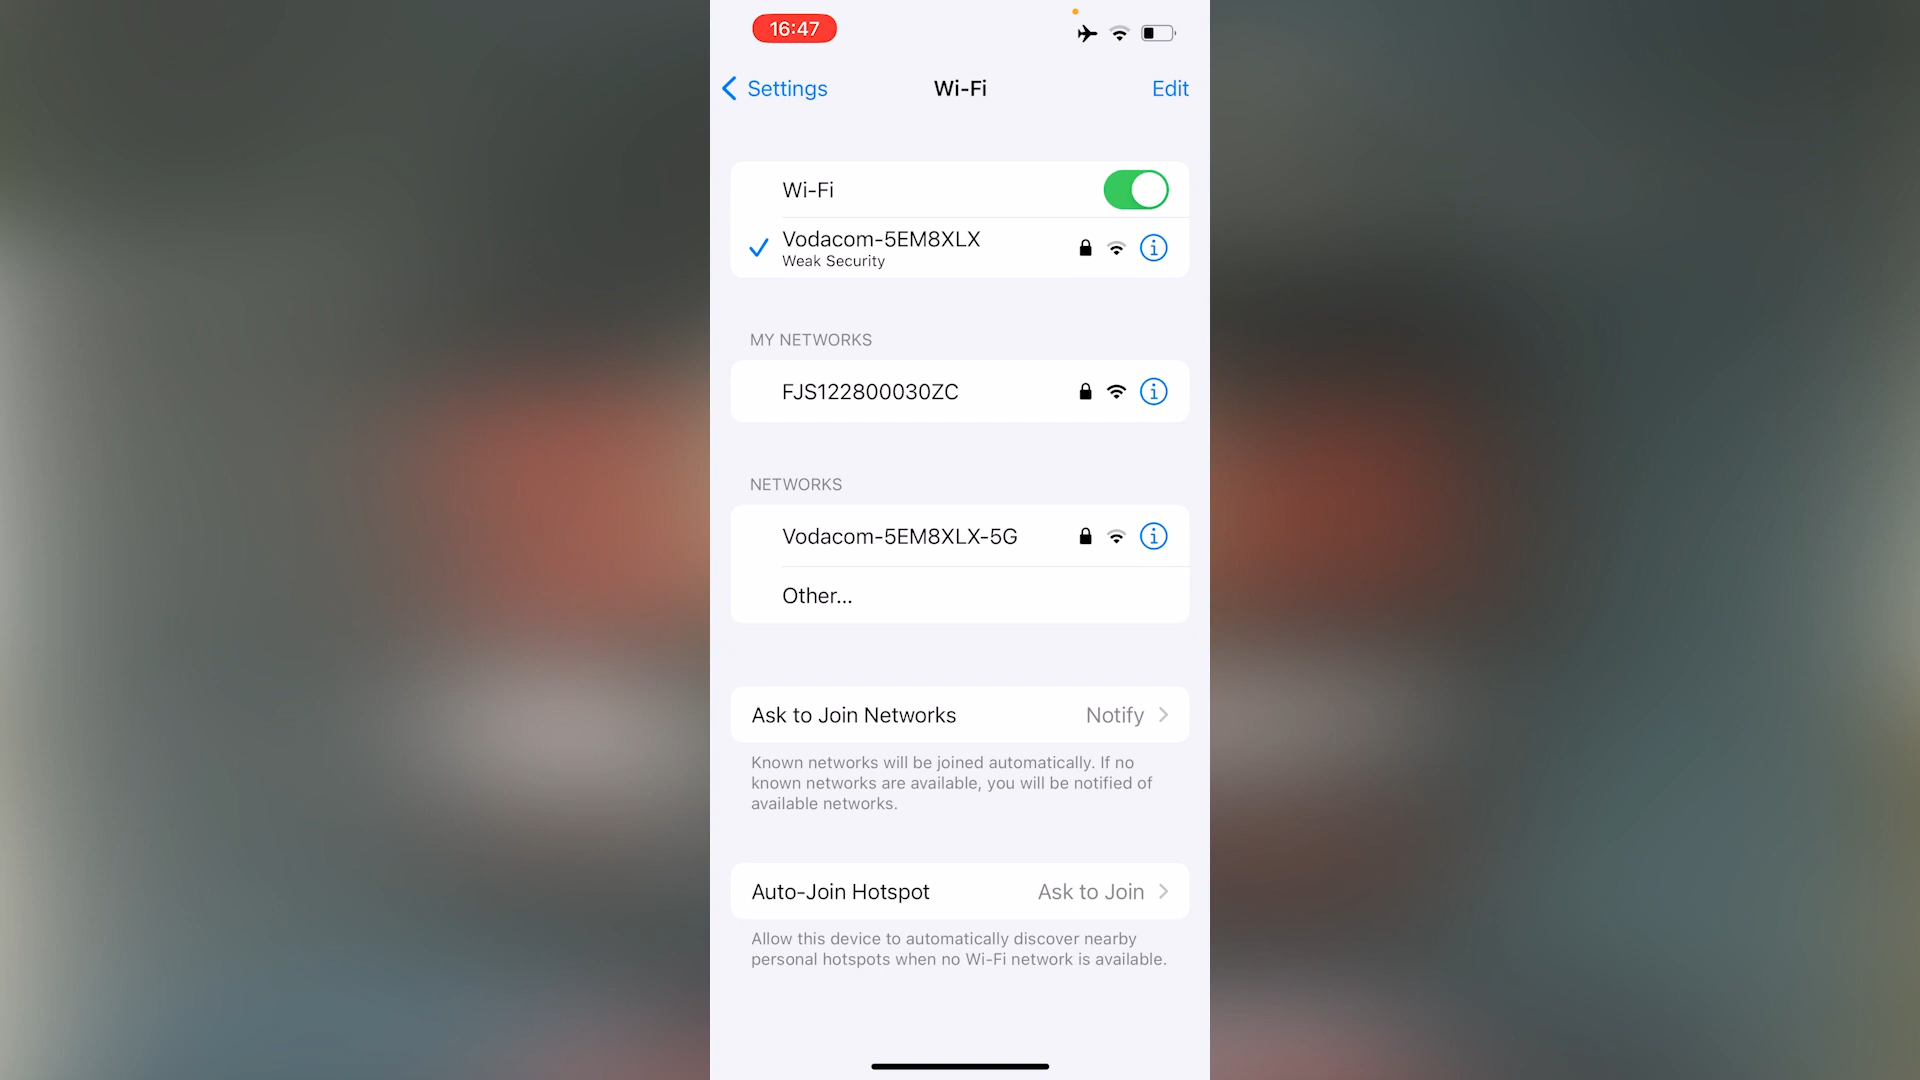 16:47
Settings
Wi-Fi
Edit
Wi-Fi
Vodacom-5EM8XLX
Weak Security
MY NETWORKS
FJS122800030ZC
NETWORKS
Vodacom-5EM8XLX-5G
Other...
Ask to Join Networks Notify
Known networks will be joined automatically. If no
known networks are available, you will be notified of
available networks.
Auto-Join Hotspot Ask to Join
Allow this device to automatically discover nearby
personal hotspots when no Wi-Fi network is available.